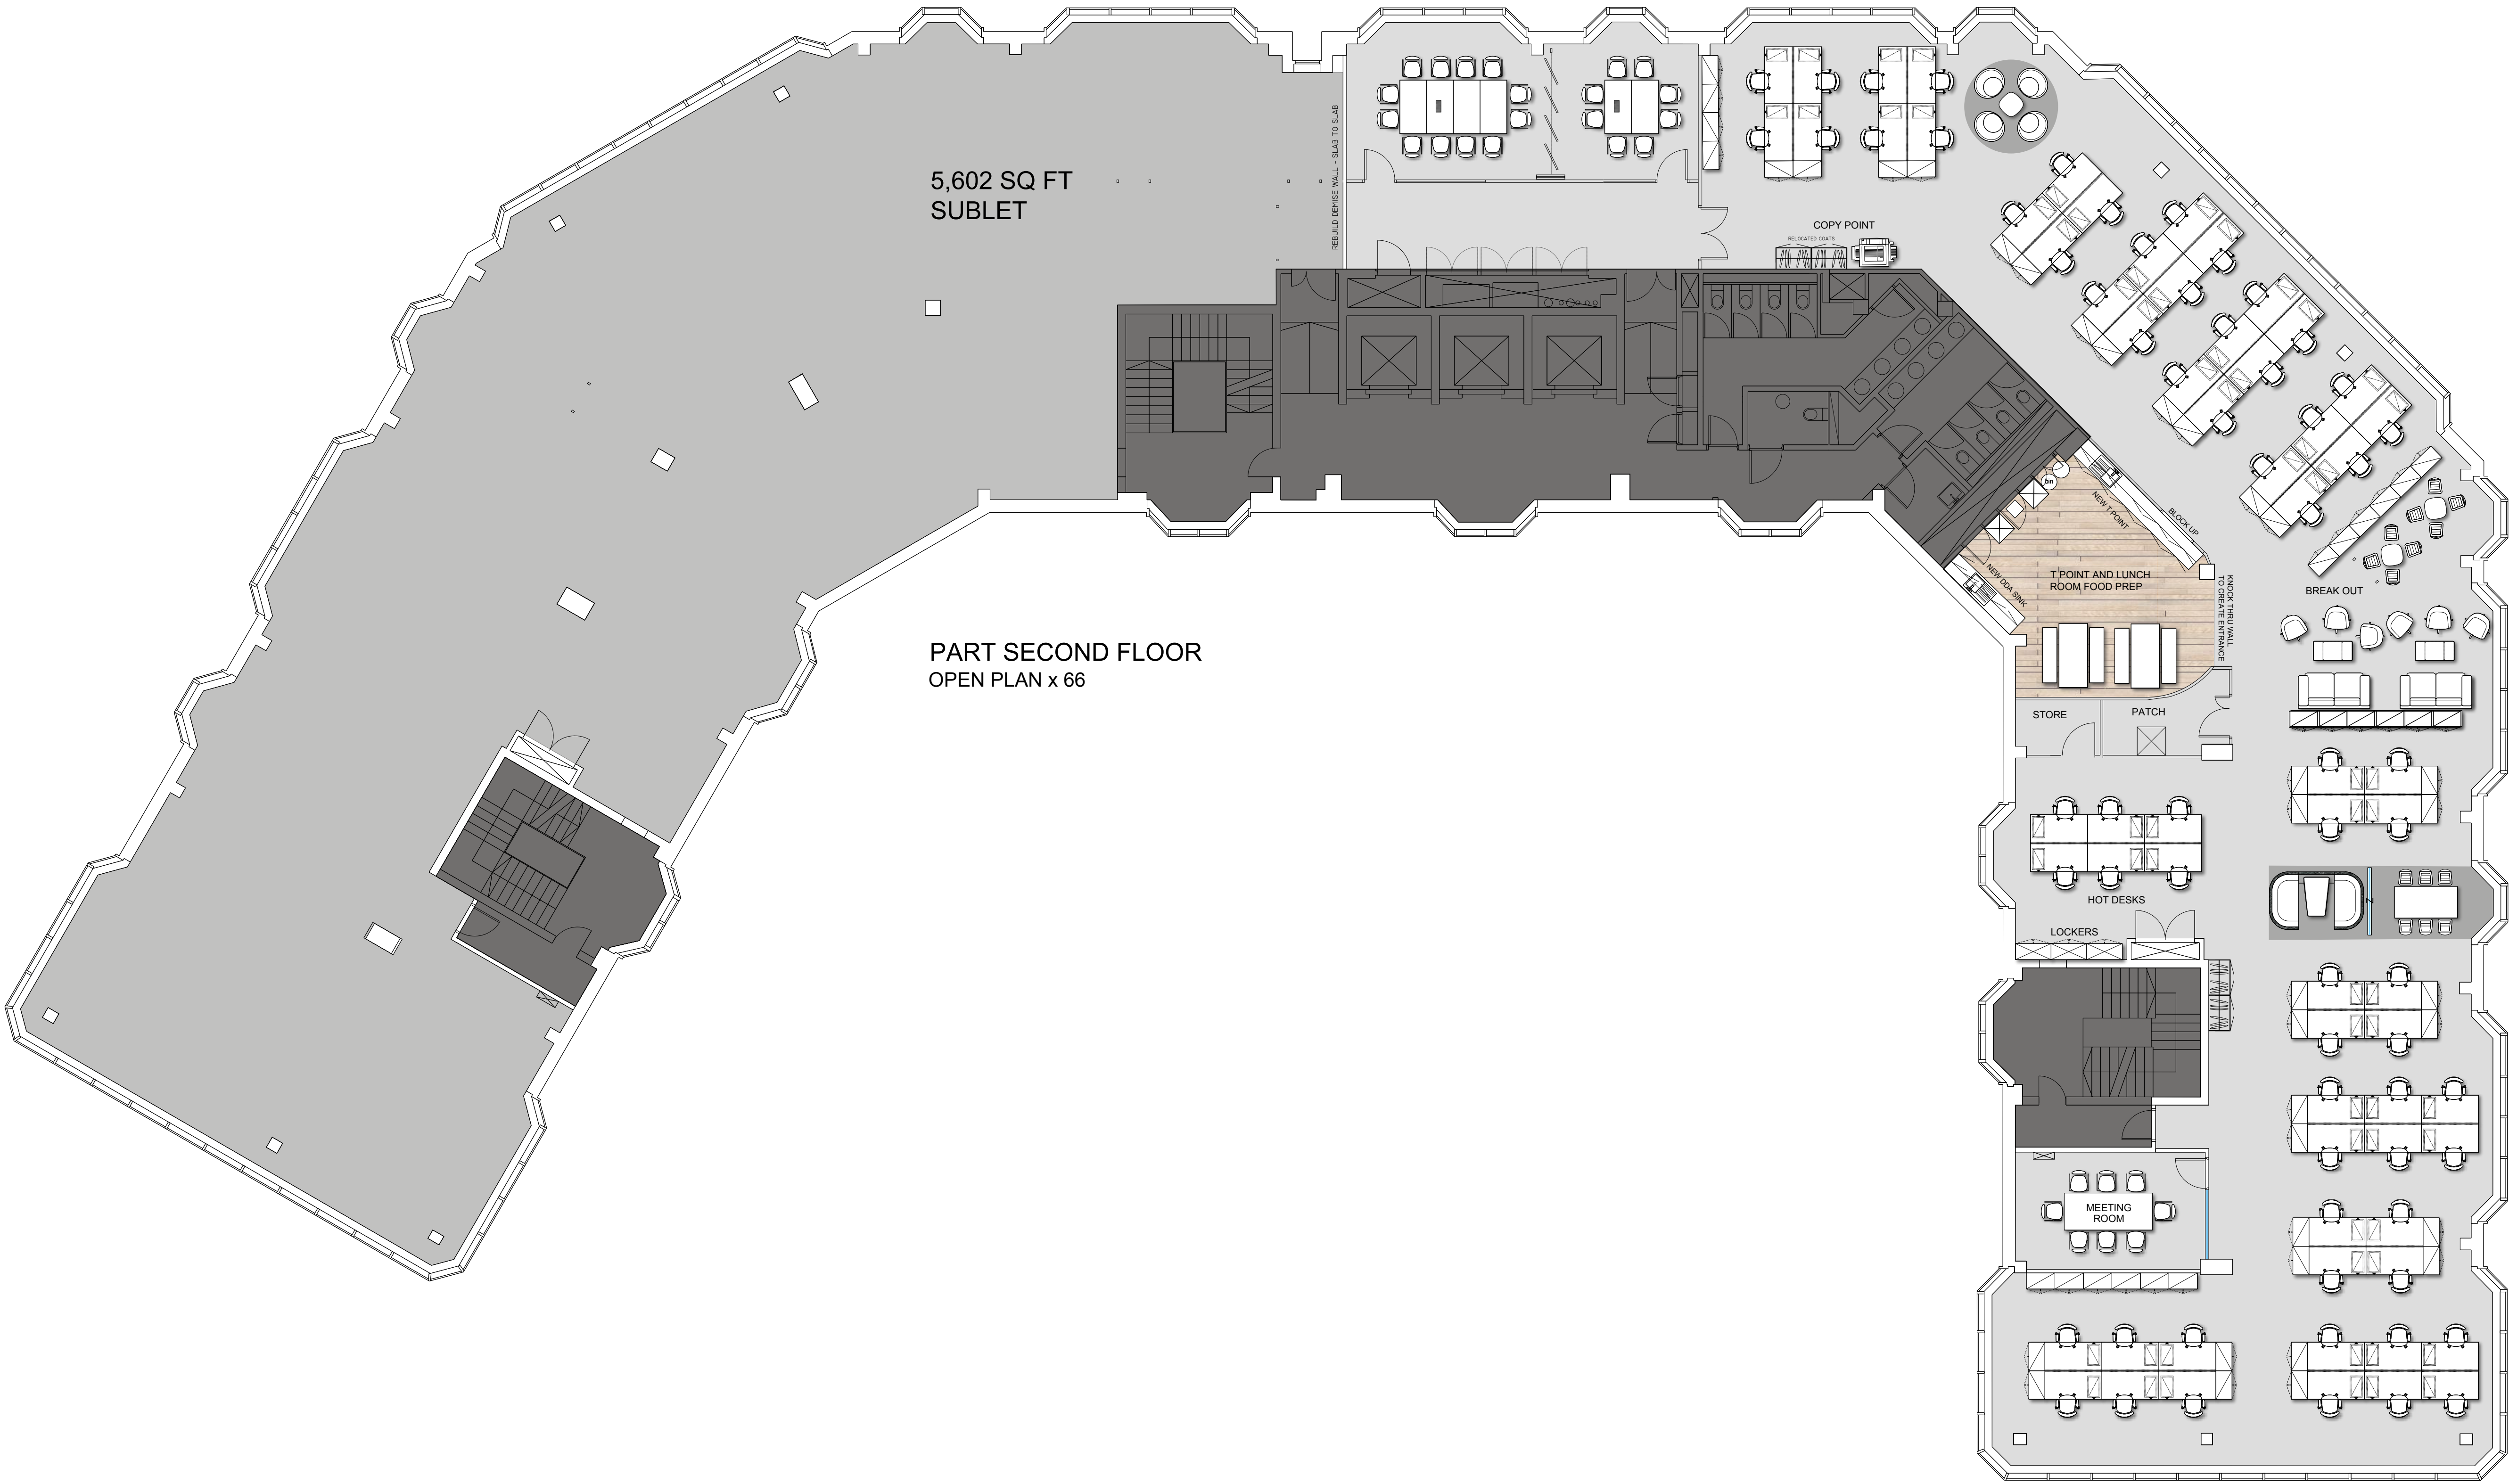 5,602 SQ FT
SUBLET
REBUILD DEMISE WALL - SLAB TO SLAB
COPY POINT
RELOCATED COATS
bin
NEW T.POINT
BLOCK UP
T POINT AND LUNCH
ROOM FOOD PREP
NEW DDA SINK
KNOCK THRU WALL
TO CREATE ENTRANCE
BREAK OUT
PART SECOND FLOOR
OPEN PLAN x 66
STORE
PATCH
HOT DESKS
LOCKERS
Z
MEETING
ROOM